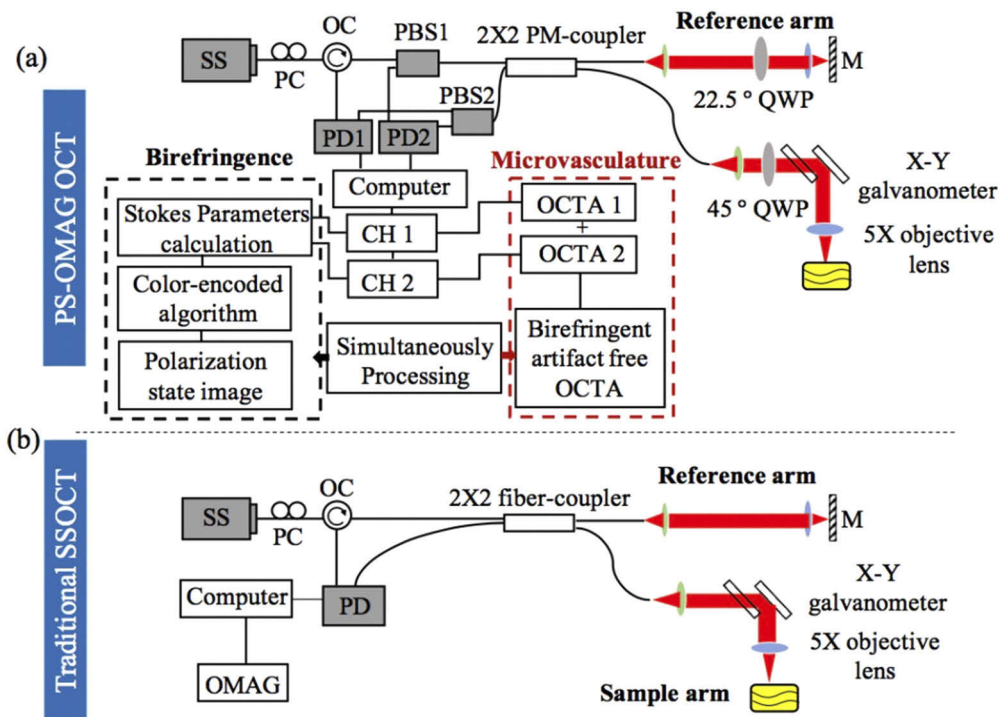 (a)
PS-OMAG OCT
SS
PC
OC
PBS1
2X2 PM-coupler
Reference arm
M
22.5 ° QWP
PBS2
PD1
PD2
Birefringence
Microvasculature
Computer
Stokes Parameters
calculation
CH 1
CH 2
OCTA 1
+
OCTA 2
45 ° QWP
X-Y
galvanometer
5X objective
lens
Color-encoded
algorithm
Polarization
state image
Simultaneously
Processing
Birefringent
artifact free
OCTA
(b)
Traditional SSOCT
SS
PC
OC
2X2 fiber-coupler
Reference arm
M
Computer
PD
OMAG
X-Y
galvanometer
5X objective
lens
Sample arm